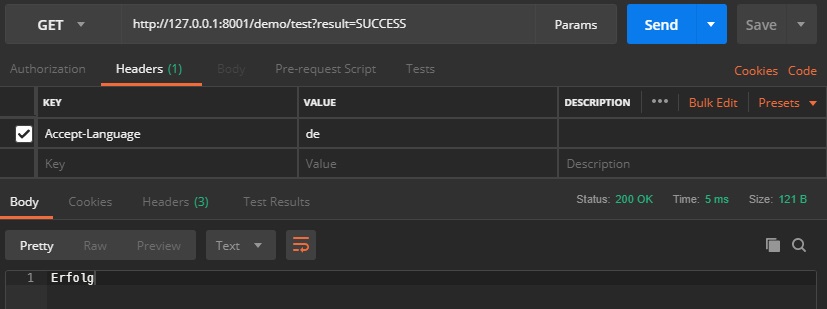 GET http://127.0.0.1:8001/demo/test?result=SUCCESS Params Send Save
Authorization Headers (1) Body Pre-request Script Tests Cookies Code
KEY VALUE DESCRIPTION ••• Bulk Edit Presets
Accept-Language de
Key Value Description
Body Cookies Headers (3) Test Results Status: 200 OK Time: 5 ms Size: 121 B
Pretty Raw Preview Text
1 Erfolg